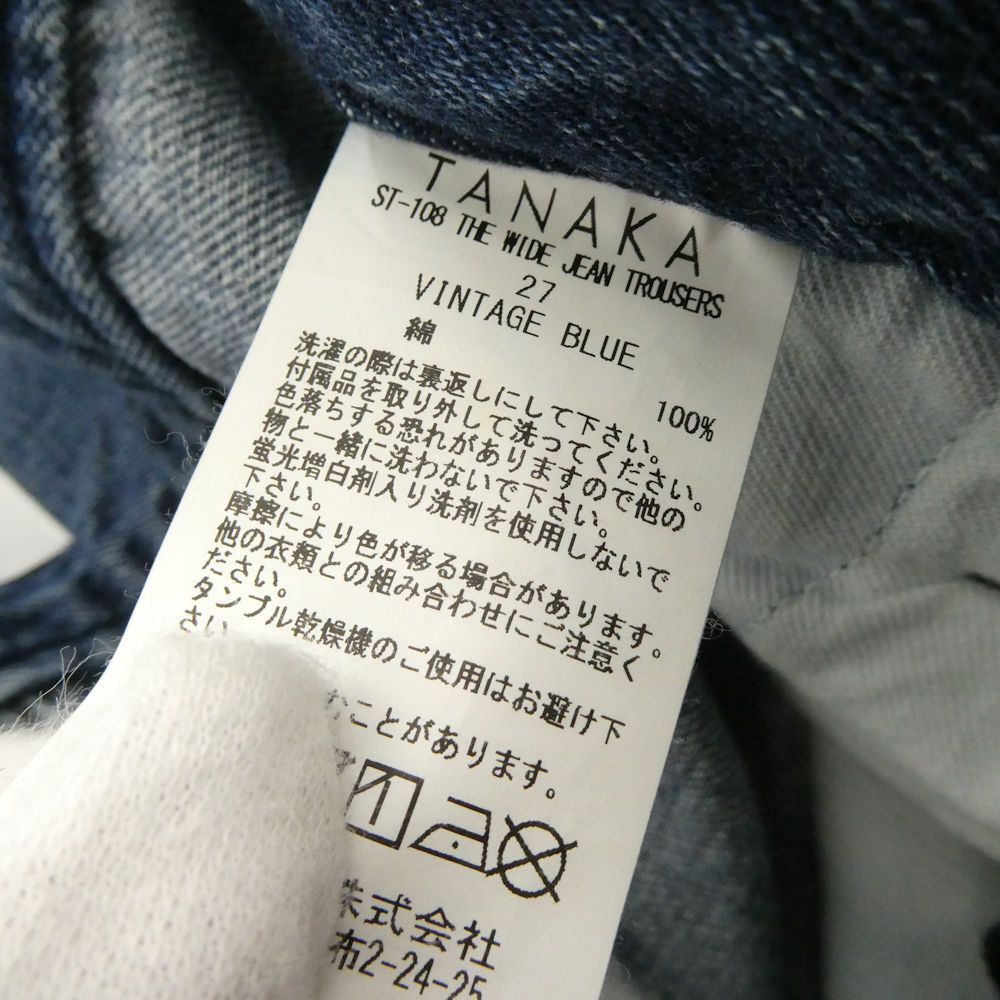 TANAKA
ST-108 THE WIDE JEAN TROUSERS
27
VINTAGE BLUE
綿 100%
洗濯の際は裏返しにして下さい。
付属品を取り外して洗ってください。
色落ちする恐れがありますので他の
物と一緒に洗わないで下さい。
蛍光増白剤入り洗剤を使用しないで
下さい。
摩擦により色が移る場合があります。
他の衣類との組み合わせにご注意く
ださい。
タンブル乾燥機のご使用はお避け下
さい
ことがあります。
株式会社
布2-24-25